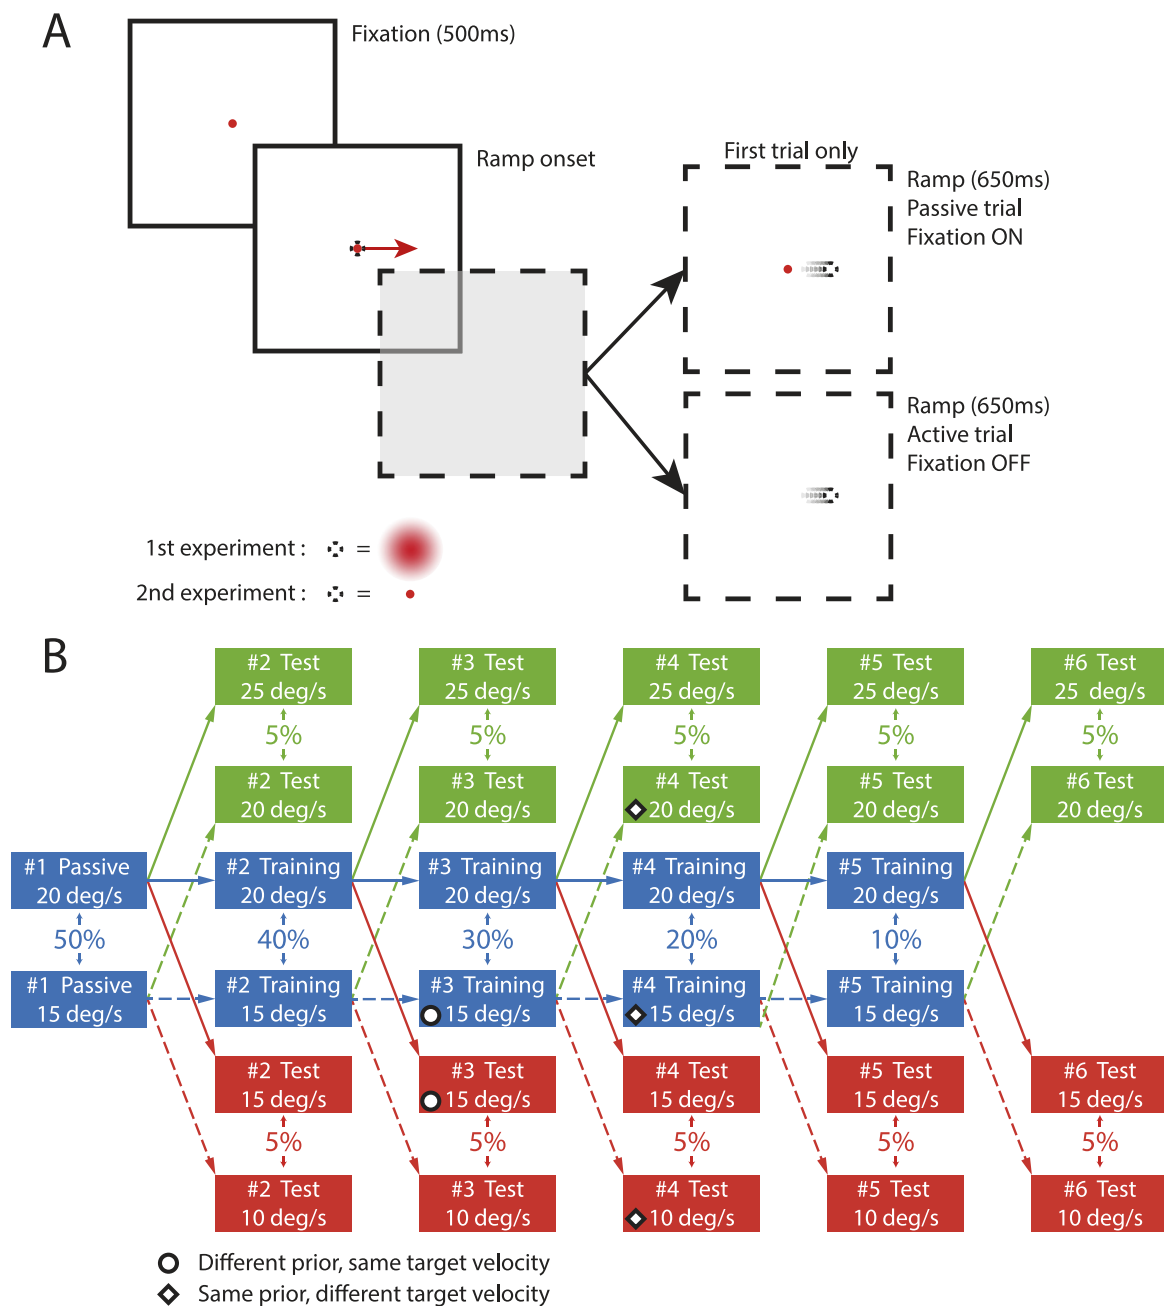 A
Fixation (500ms)
Ramp onset
First trial only
Ramp (650ms)
Passive trial
Fixation ON
Ramp (650ms)
Active trial
Fixation OFF
1st experiment : =
2nd experiment : =
B
#2 Test
25 deg/s
#3 Test
25 deg/s
#4 Test
25 deg/s
#5 Test
25 deg/s
#6 Test
25 deg/s
5%
5%
5%
5%
5%
#2 Test
20 deg/s
#3 Test
20 deg/s
#4 Test
20 deg/s
#5 Test
20 deg/s
#6 Test
20 deg/s
#1 Passive
20 deg/s
#2 Training
20 deg/s
#3 Training
20 deg/s
#4 Training
20 deg/s
#5 Training
20 deg/s
50%
40%
30%
20%
10%
#1 Passive
15 deg/s
#2 Training
15 deg/s
#3 Training
15 deg/s
#4 Training
15 deg/s
#5 Training
15 deg/s
#2 Test
15 deg/s
#3 Test
15 deg/s
#4 Test
15 deg/s
#5 Test
15 deg/s
#6 Test
15 deg/s
5%
5%
5%
5%
5%
#2 Test
10 deg/s
#3 Test
10 deg/s
#4 Test
10 deg/s
#5 Test
10 deg/s
#6 Test
10 deg/s
Different prior, same target velocity
Same prior, different target velocity